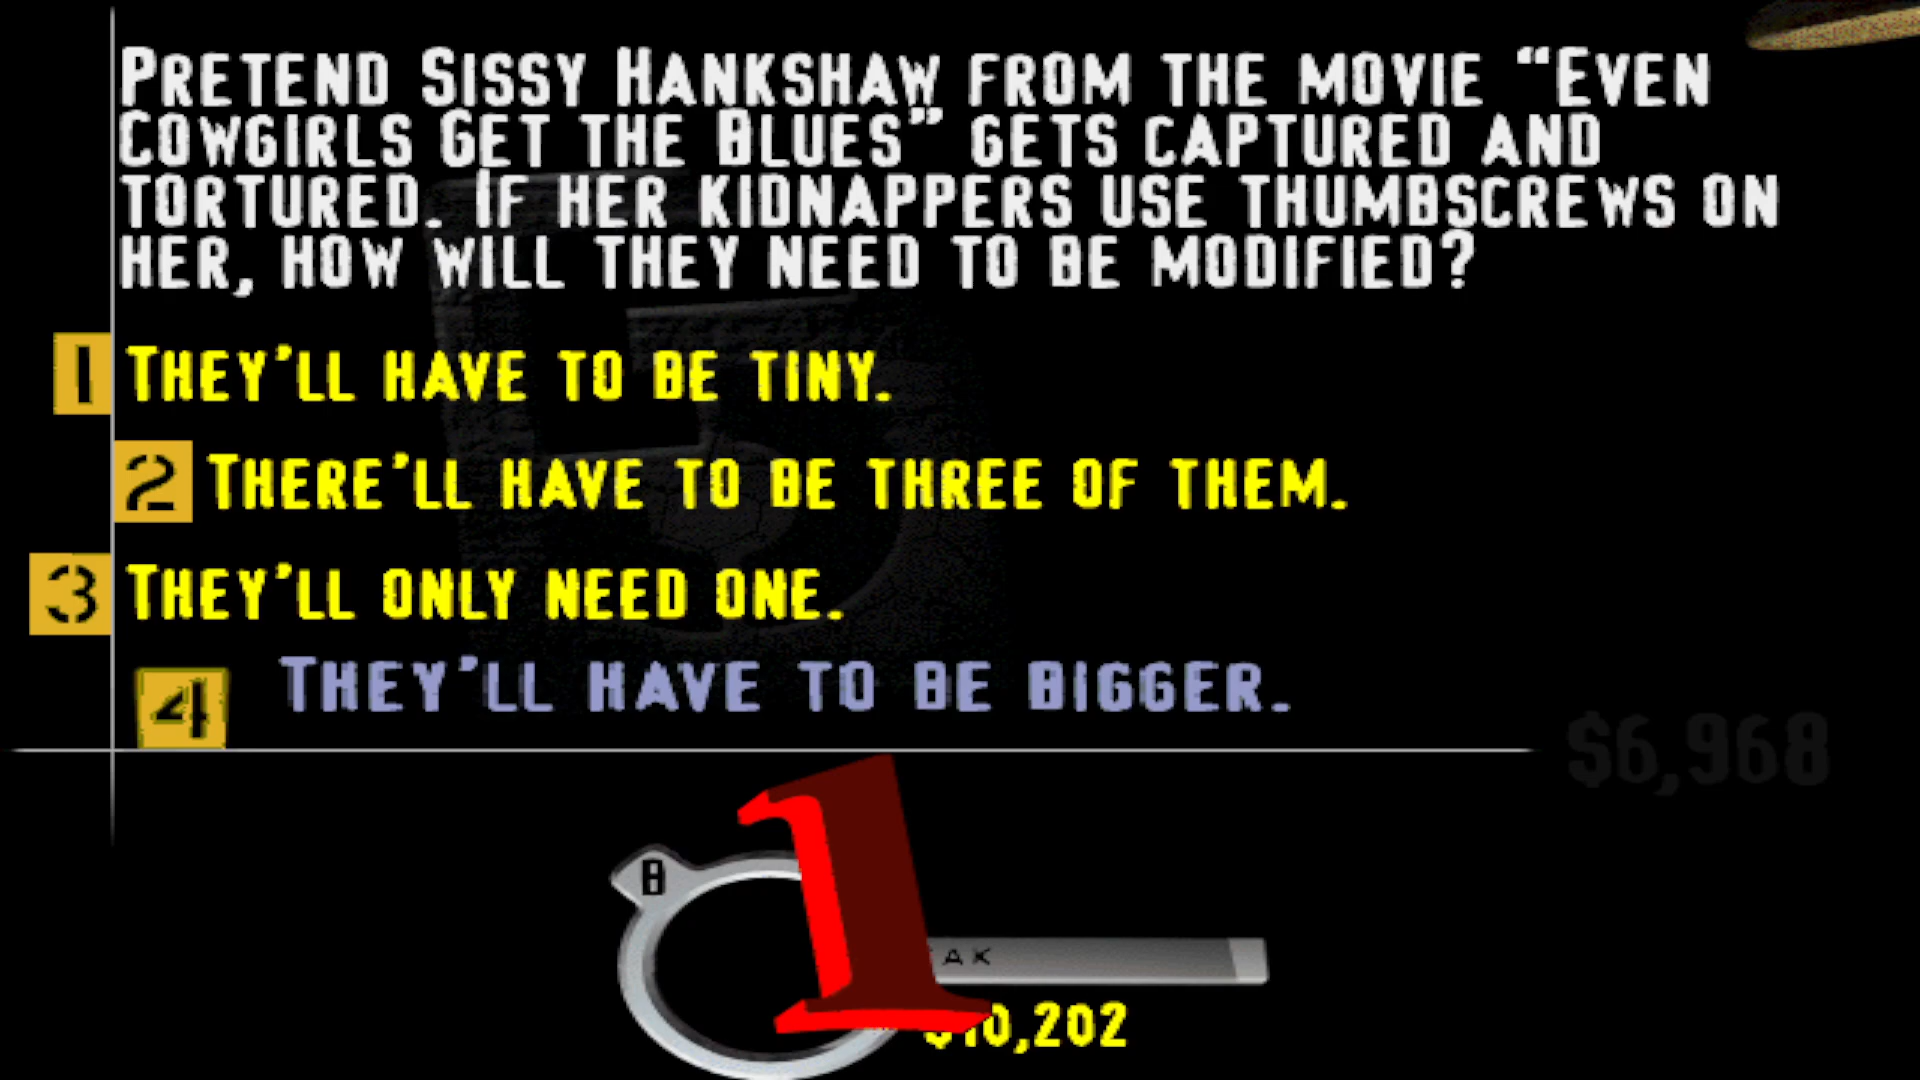 PRETEND SISSY HANKSHAW FROM THE MOVIE “EVEN
COWGIRLS GET THE BLUES” GETS CAPTURED AND
TORTURED. IF HER KIDNAPPERS USE THUMBSCREWS ON
HER, HOW WILL THEY NEED TO BE MODIFIED?
1 THEY’LL HAVE TO BE TINY.
2 THERE’LL HAVE TO BE THREE OF THEM.
3 THEY’LL ONLY NEED ONE.
4 THEY’LL HAVE TO BE BIGGER.
$6,968
B
1
AK
$10,202